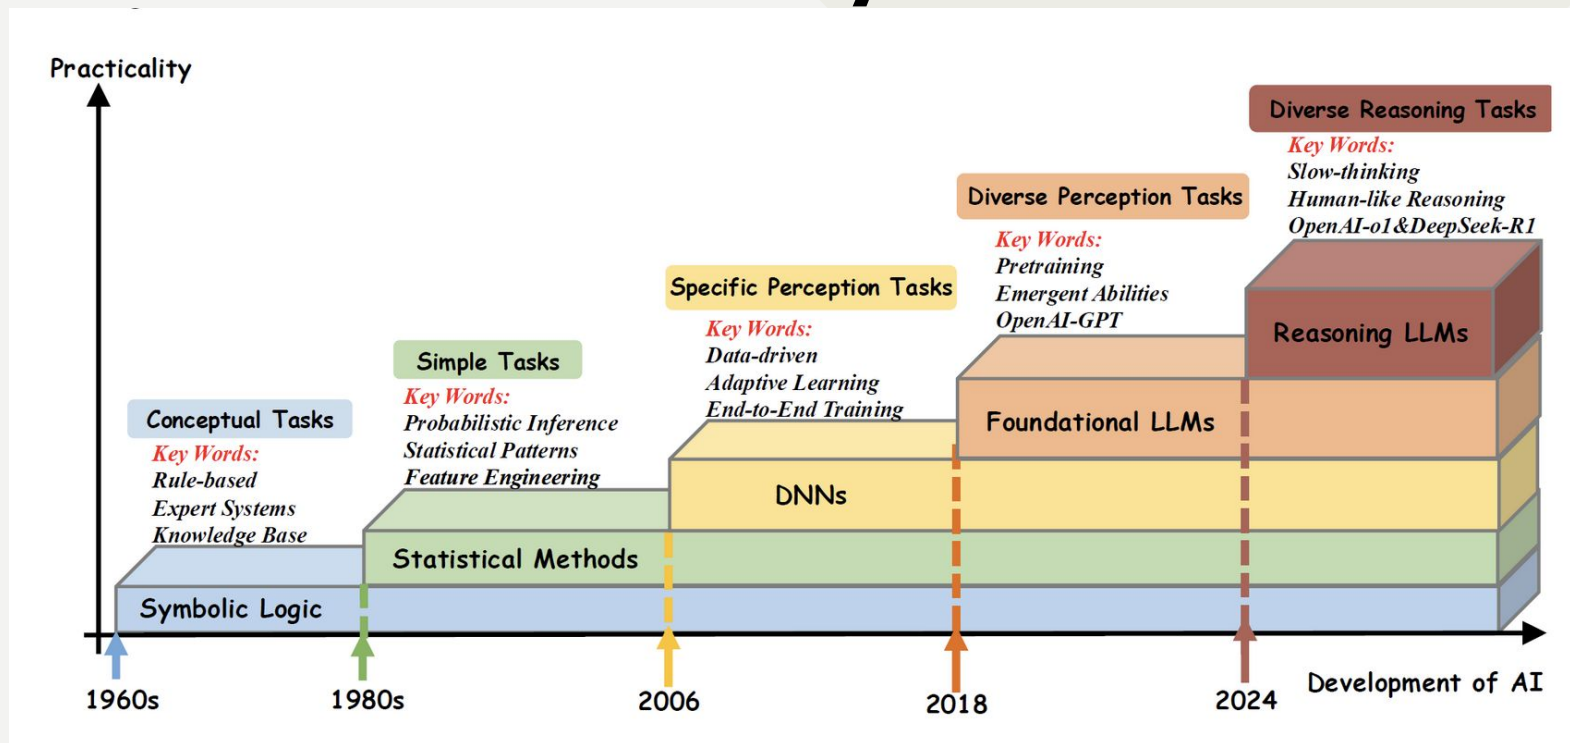 Practicality
Diverse Reasoning Tasks
Key Words:
Slow-thinking
Human-like Reasoning
OpenAI-o1&DeepSeek-R1
Diverse Perception Tasks
Key Words:
Pretraining
Emergent Abilities
OpenAI-GPT
Specific Perception Tasks
Key Words:
Data-driven
Adaptive Learning
End-to-End Training
Simple Tasks
Key Words:
Probabilistic Inference
Statistical Patterns
Feature Engineering
Conceptual Tasks
Key Words:
Rule-based
Expert Systems
Knowledge Base
Reasoning LLMs
Foundational LLMs
DNNs
Statistical Methods
Symbolic Logic
1960s
1980s
2006
2018
2024
Development of AI